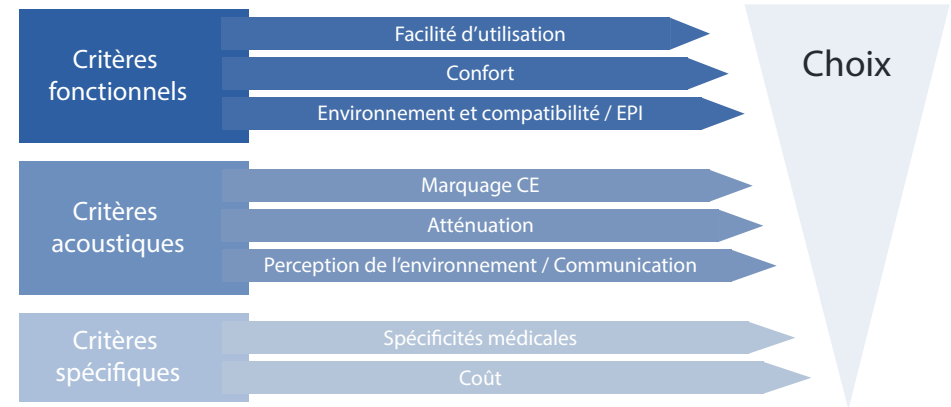 Critères
fonctionnels
Facilité d’utilisation
Confort
Environnement et compatibilité / EPI
Choix
Critères
acoustiques
Marquage CE
Atténuation
Perception de l’environnement / Communication
Critères
spécifiques
Spécificités médicales
Coût